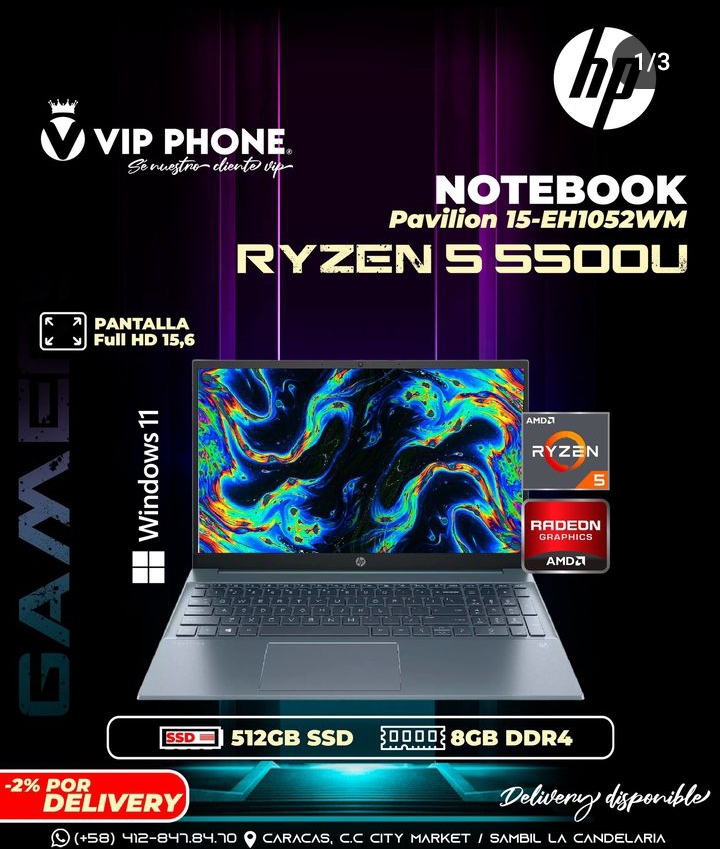 hp
1/3
VIP PHONE
Sé nuestro cliente vip
NOTEBOOK
Pavilion 15-EH1052WM
RYZEN 5 5500U
PANTALLA
Full HD 15,6
GAMER
Windows 11
AMD
RYZEN
5
RADEON
GRAPHICS
AMD
hp
SSD 512GB SSD 8GB DDR4
-2% POR
DELIVERY
Delivery disponible
(+58) 412-847.84.70 CARACAS, C.C CITY MARKET / SAMBIL LA CANDELARIA